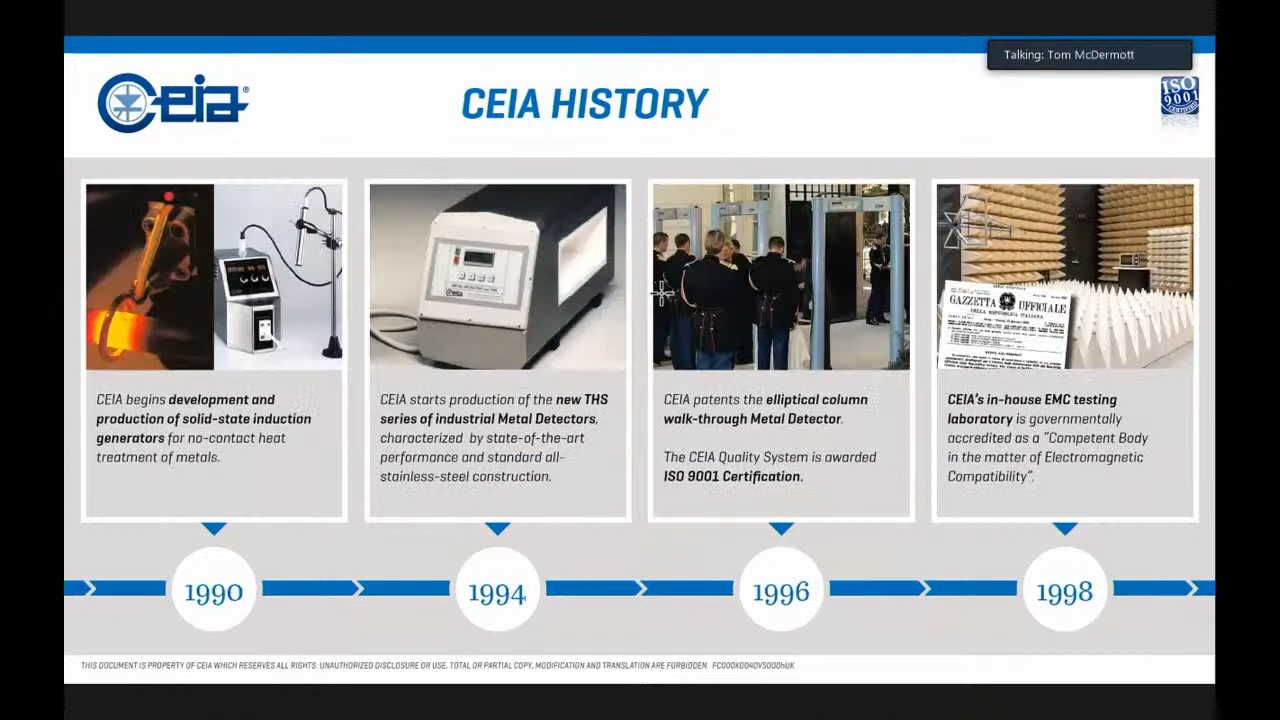 Talking: Tom McDermott
Ceia®
CEIA HISTORY
ISO
9001
CERTIFIED
GAZZETTA UFFICIALE
DELLA REPUBBLICA ITALIANA
CEIA begins development and
production of solid-state induction
generators for no-contact heat
treatment of metals.
CEIA starts production of the new THS
series of industrial Metal Detectors,
characterized by state-of-the-art
performance and standard all-
stainless-steel construction.
CEIA patents the elliptical column
walk-through Metal Detector.
The CEIA Quality System is awarded
ISO 9001 Certification.
CEIA's in-house EMC testing
laboratory is governmentally
accredited as a "Competent Body
in the matter of Electromagnetic
Compatibility".
1990
1994
1996
1998
THIS DOCUMENT IS PROPERTY OF CEIA WHICH RESERVES ALL RIGHTS. UNAUTHORIZED DISCLOSURE OR USE, TOTAL OR PARTIAL COPY, MODIFICATION AND TRANSLATION ARE FORBIDDEN.